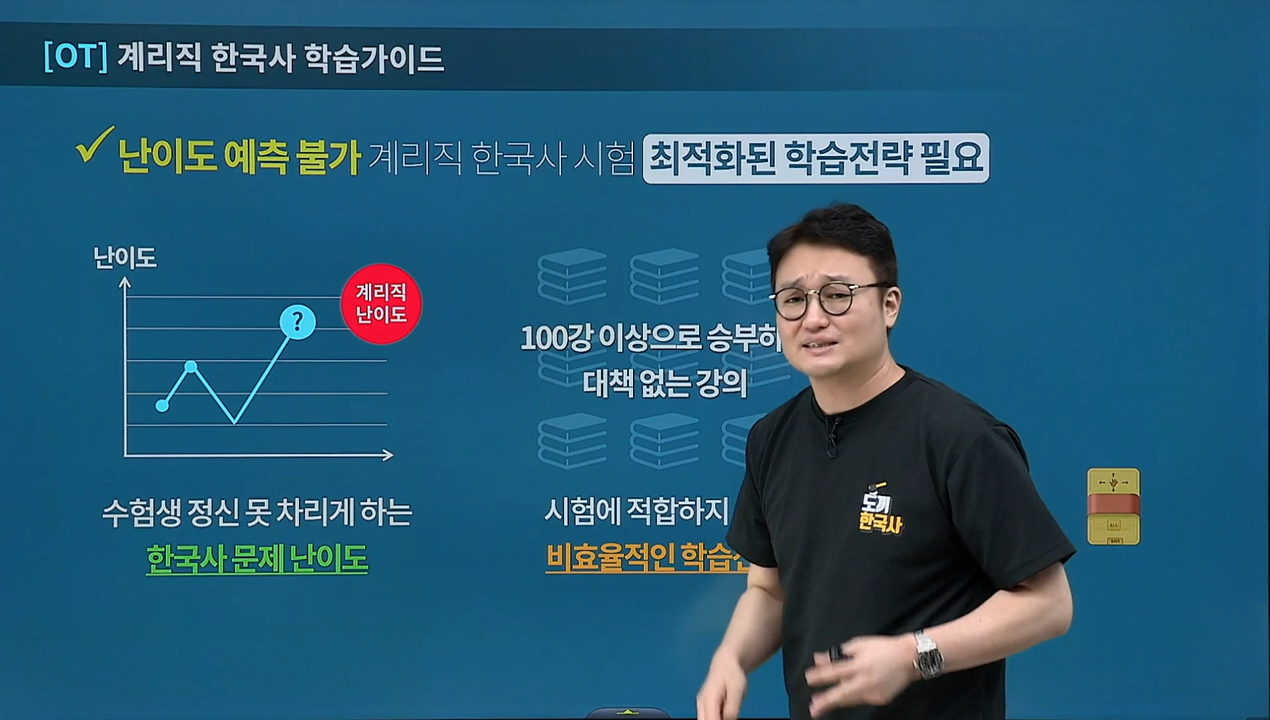 [OT] 계리직 한국사 학습가이드
난이도 예측 불가 계리직 한국사 시험 최적화된 학습전략 필요
난이도
계리직
난이도
?
100강 이상으로 승부하
대책 없는 강의
수험생 정신 못 차리게 하는
한국사 문제 난이도
시험에 적합하지
비효율적인 학습
도끼
한국사
ALL
EXIT